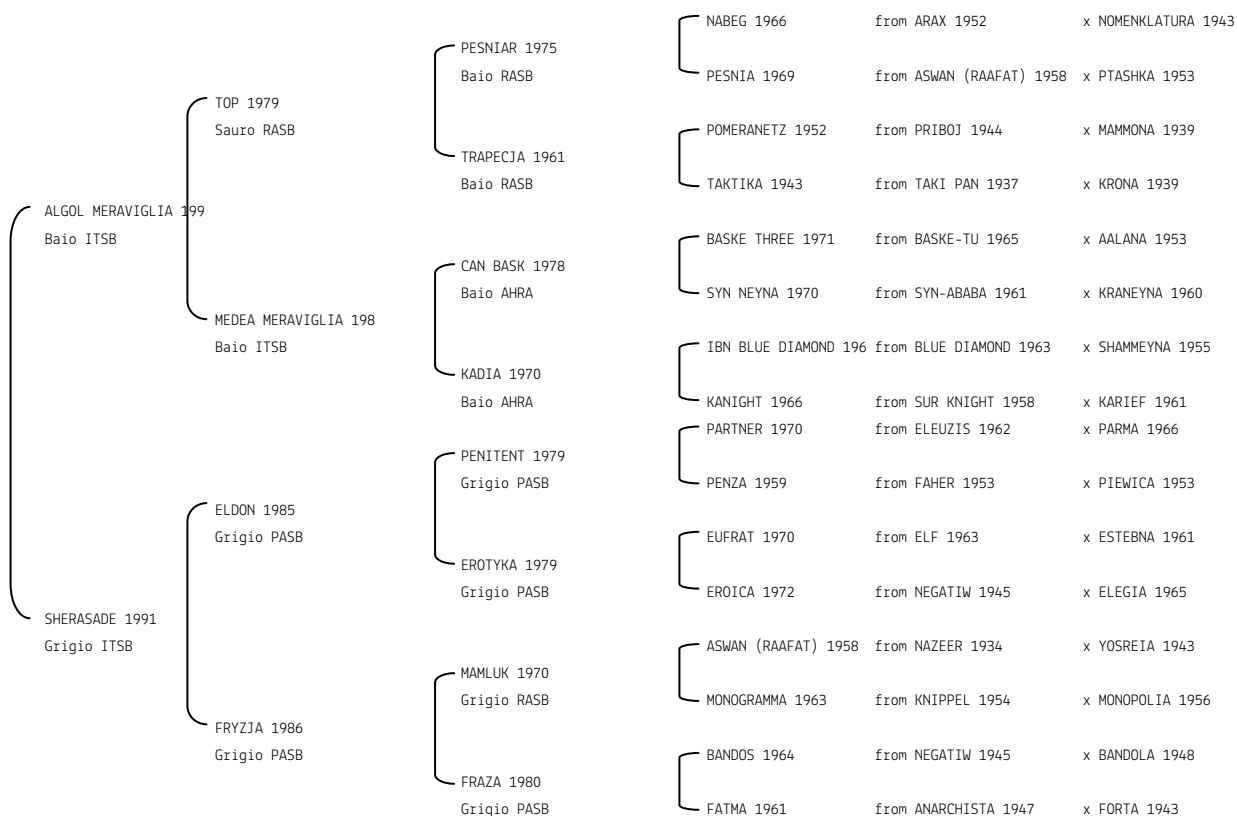 NABEG 1966 from ARAX 1952 x NOMENKLATURA 1943
PESNIAR 1975
Baio RASB PESNIA 1969 from ASWAN (RAAFAT) 1958 x PTASHKA 1953
TOP 1979
Sauro RASB POMERANETZ 1952 from PRIBOJ 1944 x MAMMONA 1939
TRAPECJA 1961
Baio RASB TAKTIKA 1943 from TAKI PAN 1937 x KRONA 1939
ALGOL MERAVIGLIA 199
Baio ITSB BASKE THREE 1971 from BASKE-TU 1965 x AALANA 1953
CAN BASK 1978
Baio AHRA SYN NEYNA 1970 from SYN-ABABA 1961 x KRANEYNA 1960
MEDEA MERAVIGLIA 198
Baio ITSB IBN BLUE DIAMOND 196 from BLUE DIAMOND 1963 x SHAMMEYNA 1955
KADIA 1970
Baio AHRA KANIGHT 1966 from SUR KNIGHT 1958 x KARIEF 1961
PARTNER 1970 from ELEUZIS 1962 x PARMA 1966
PENITENT 1979
Grigio PASB PENZA 1959 from FAHER 1953 x PIEWICA 1953
ELDON 1985
Grigio PASB EUFRAT 1970 from ELF 1963 x ESTEBNA 1961
EROTYKA 1979
Grigio PASB EROICA 1972 from NEGATIW 1945 x ELEGIA 1965
SHERASADE 1991
Grigio ITSB ASWAN (RAAFAT) 1958 from NAZEER 1934 x YOSREIA 1943
MAMLUK 1970
Grigio RASB MONOGRAMMA 1963 from KNIPPEL 1954 x MONOPOLIA 1956
FRYZJA 1986
Grigio PASB BANDOS 1964 from NEGATIW 1945 x BANDOLA 1948
FRAZA 1980
Grigio PASB FATMA 1961 from ANARCHISTA 1947 x FORTA 1943